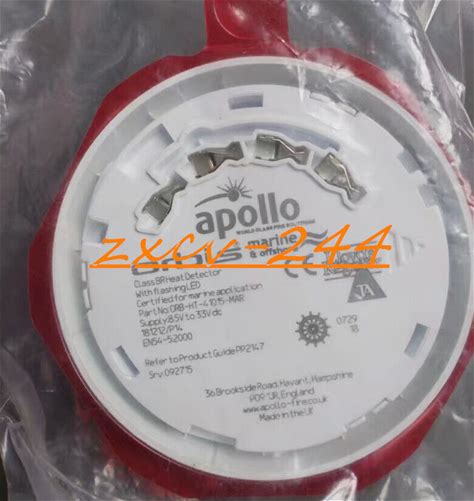 apollo
WORLD CLASS FIRE SOLUTIONS
marine
& offshore
zxcv-244
Class BR Heat Detector
With flashing LED
Certified for marine application
Part No: ORB-HT-41015-MAR
Supply: 8.5V to 33V dc
181212/P14
EN54-5:2000
CE
0729
18
Refer to Product Guide PP2147
Srv: 092715
36 Brookside Road, Havant, Hampshire
PO9 1JR, England
www.apollo-fire.co.uk
Made in the UK